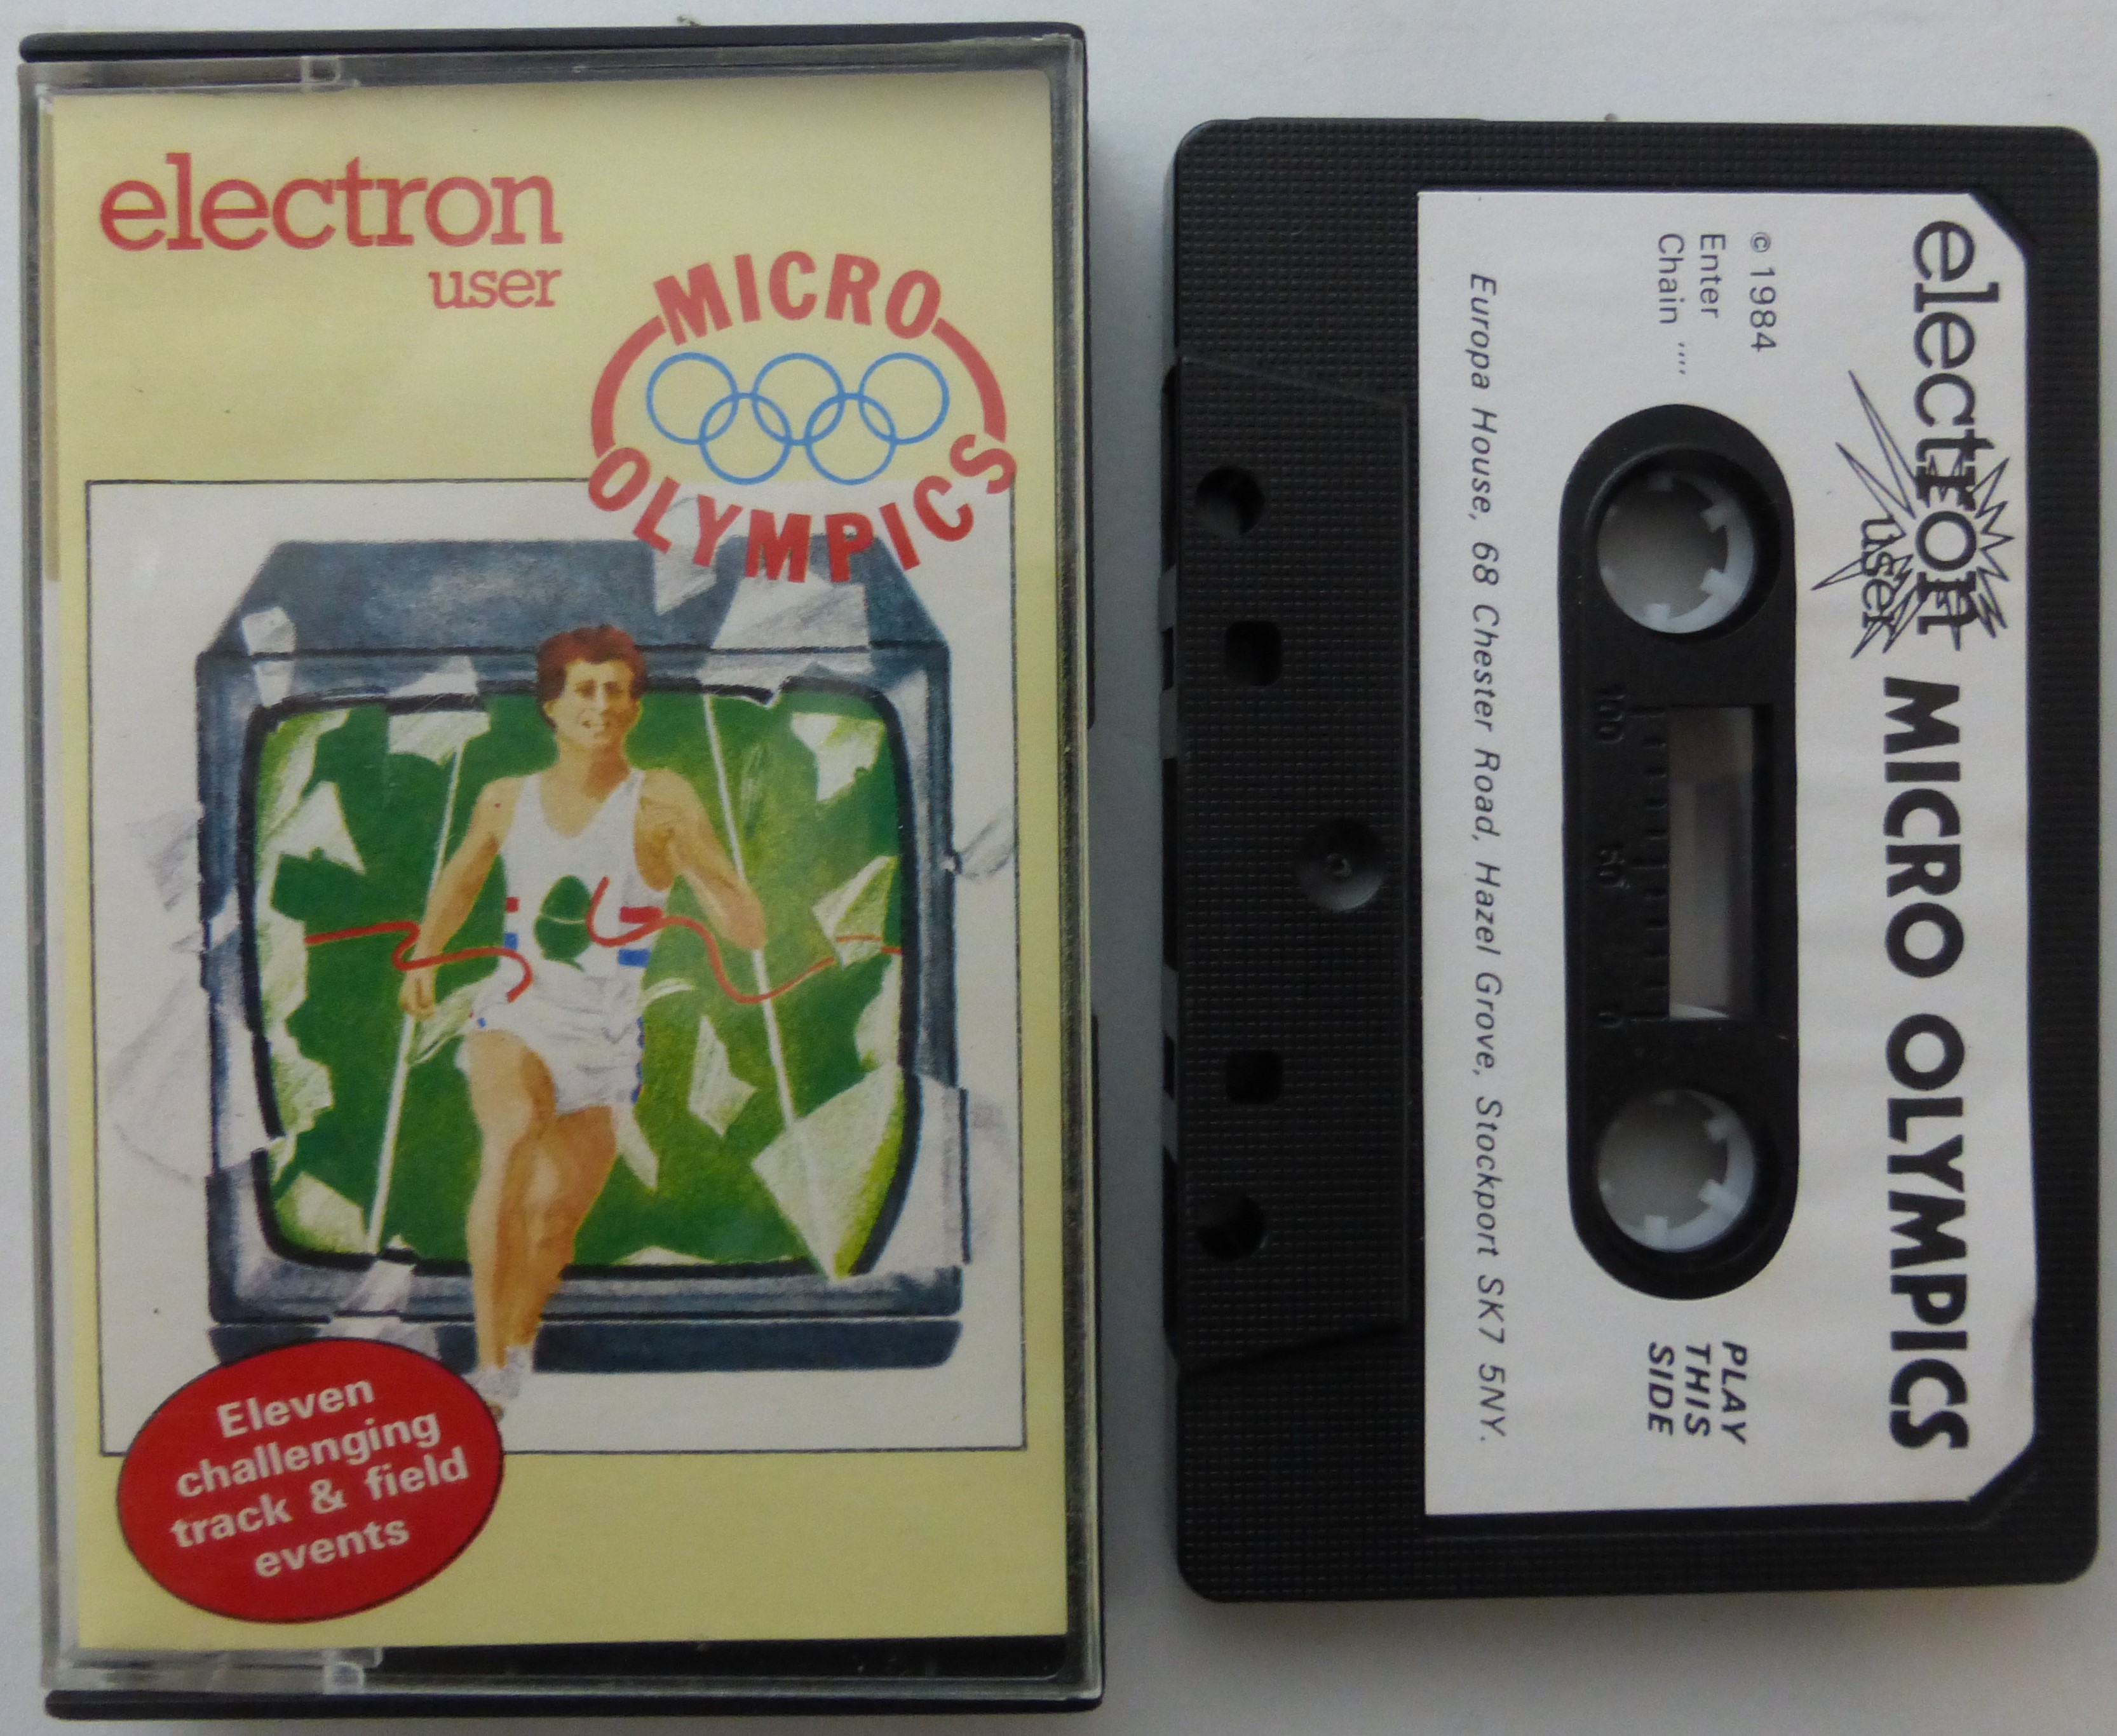 electron
user
MICRO
OLYMPICS
Eleven
challenging
track & field
events
electron
user
MICRO OLYMPICS
© 1984
Enter
Chain ""
PLAY
THIS
SIDE
100
50
0
Europa House, 68 Chester Road, Hazel Grove, Stockport SK7 5NY.